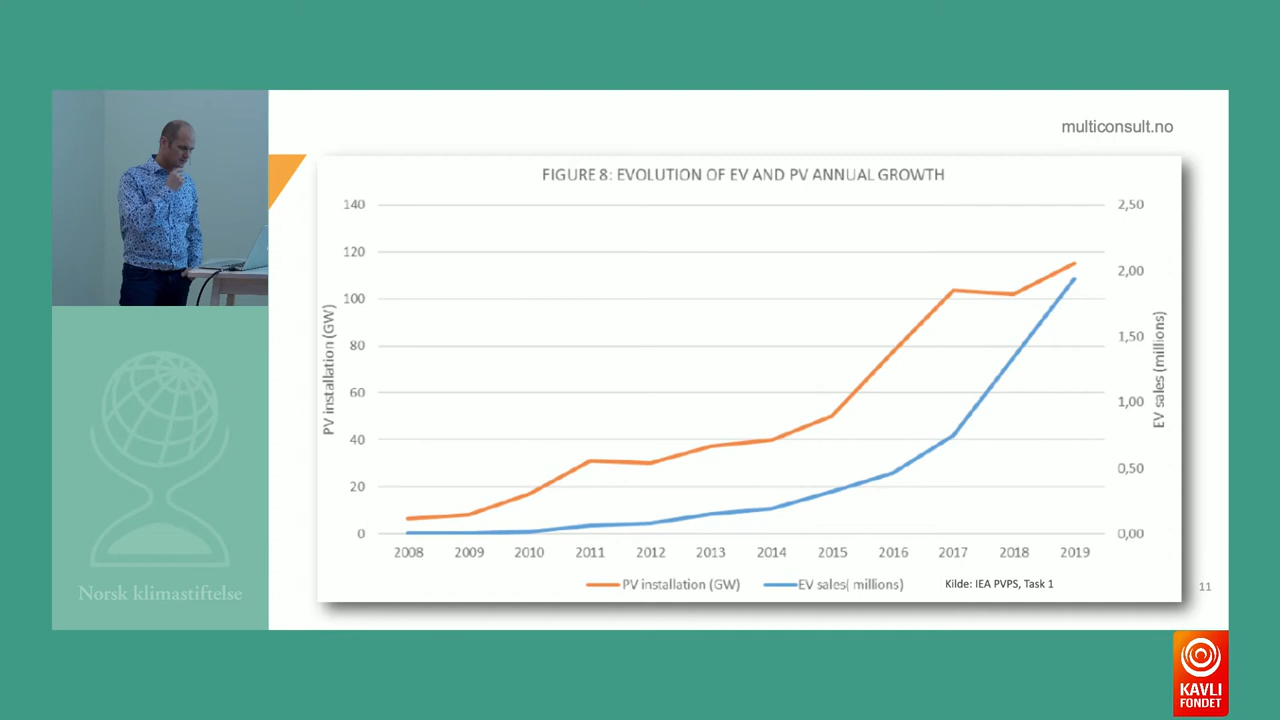 multiconsult.no
FIGURE 8: EVOLUTION OF EV AND PV ANNUAL GROWTH
140
120
100
80
60
40
20
0
PV installation (GW)
2,50
2,00
1,50
1,00
0,50
0,00
EV sales (millions)
2008 2009 2010 2011 2012 2013 2014 2015 2016 2017 2018 2019
PV installation (GW) EV sales( millions) Kilde: IEA PVPS, Task 1
11
Norsk klimastiftelse
KAVLI
FONDET